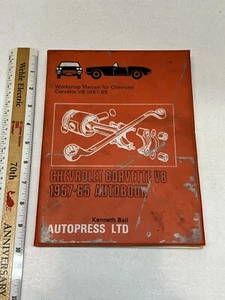 Workshop Manual for Chevrolet
Corvette V8 1957-65
CHEVROLET CORVETTE V8
1957-65 AUTOBOOK
Kenneth Ball
AUTOPRESS LTD
Wehle Electric
70th
ANNIVERSARY